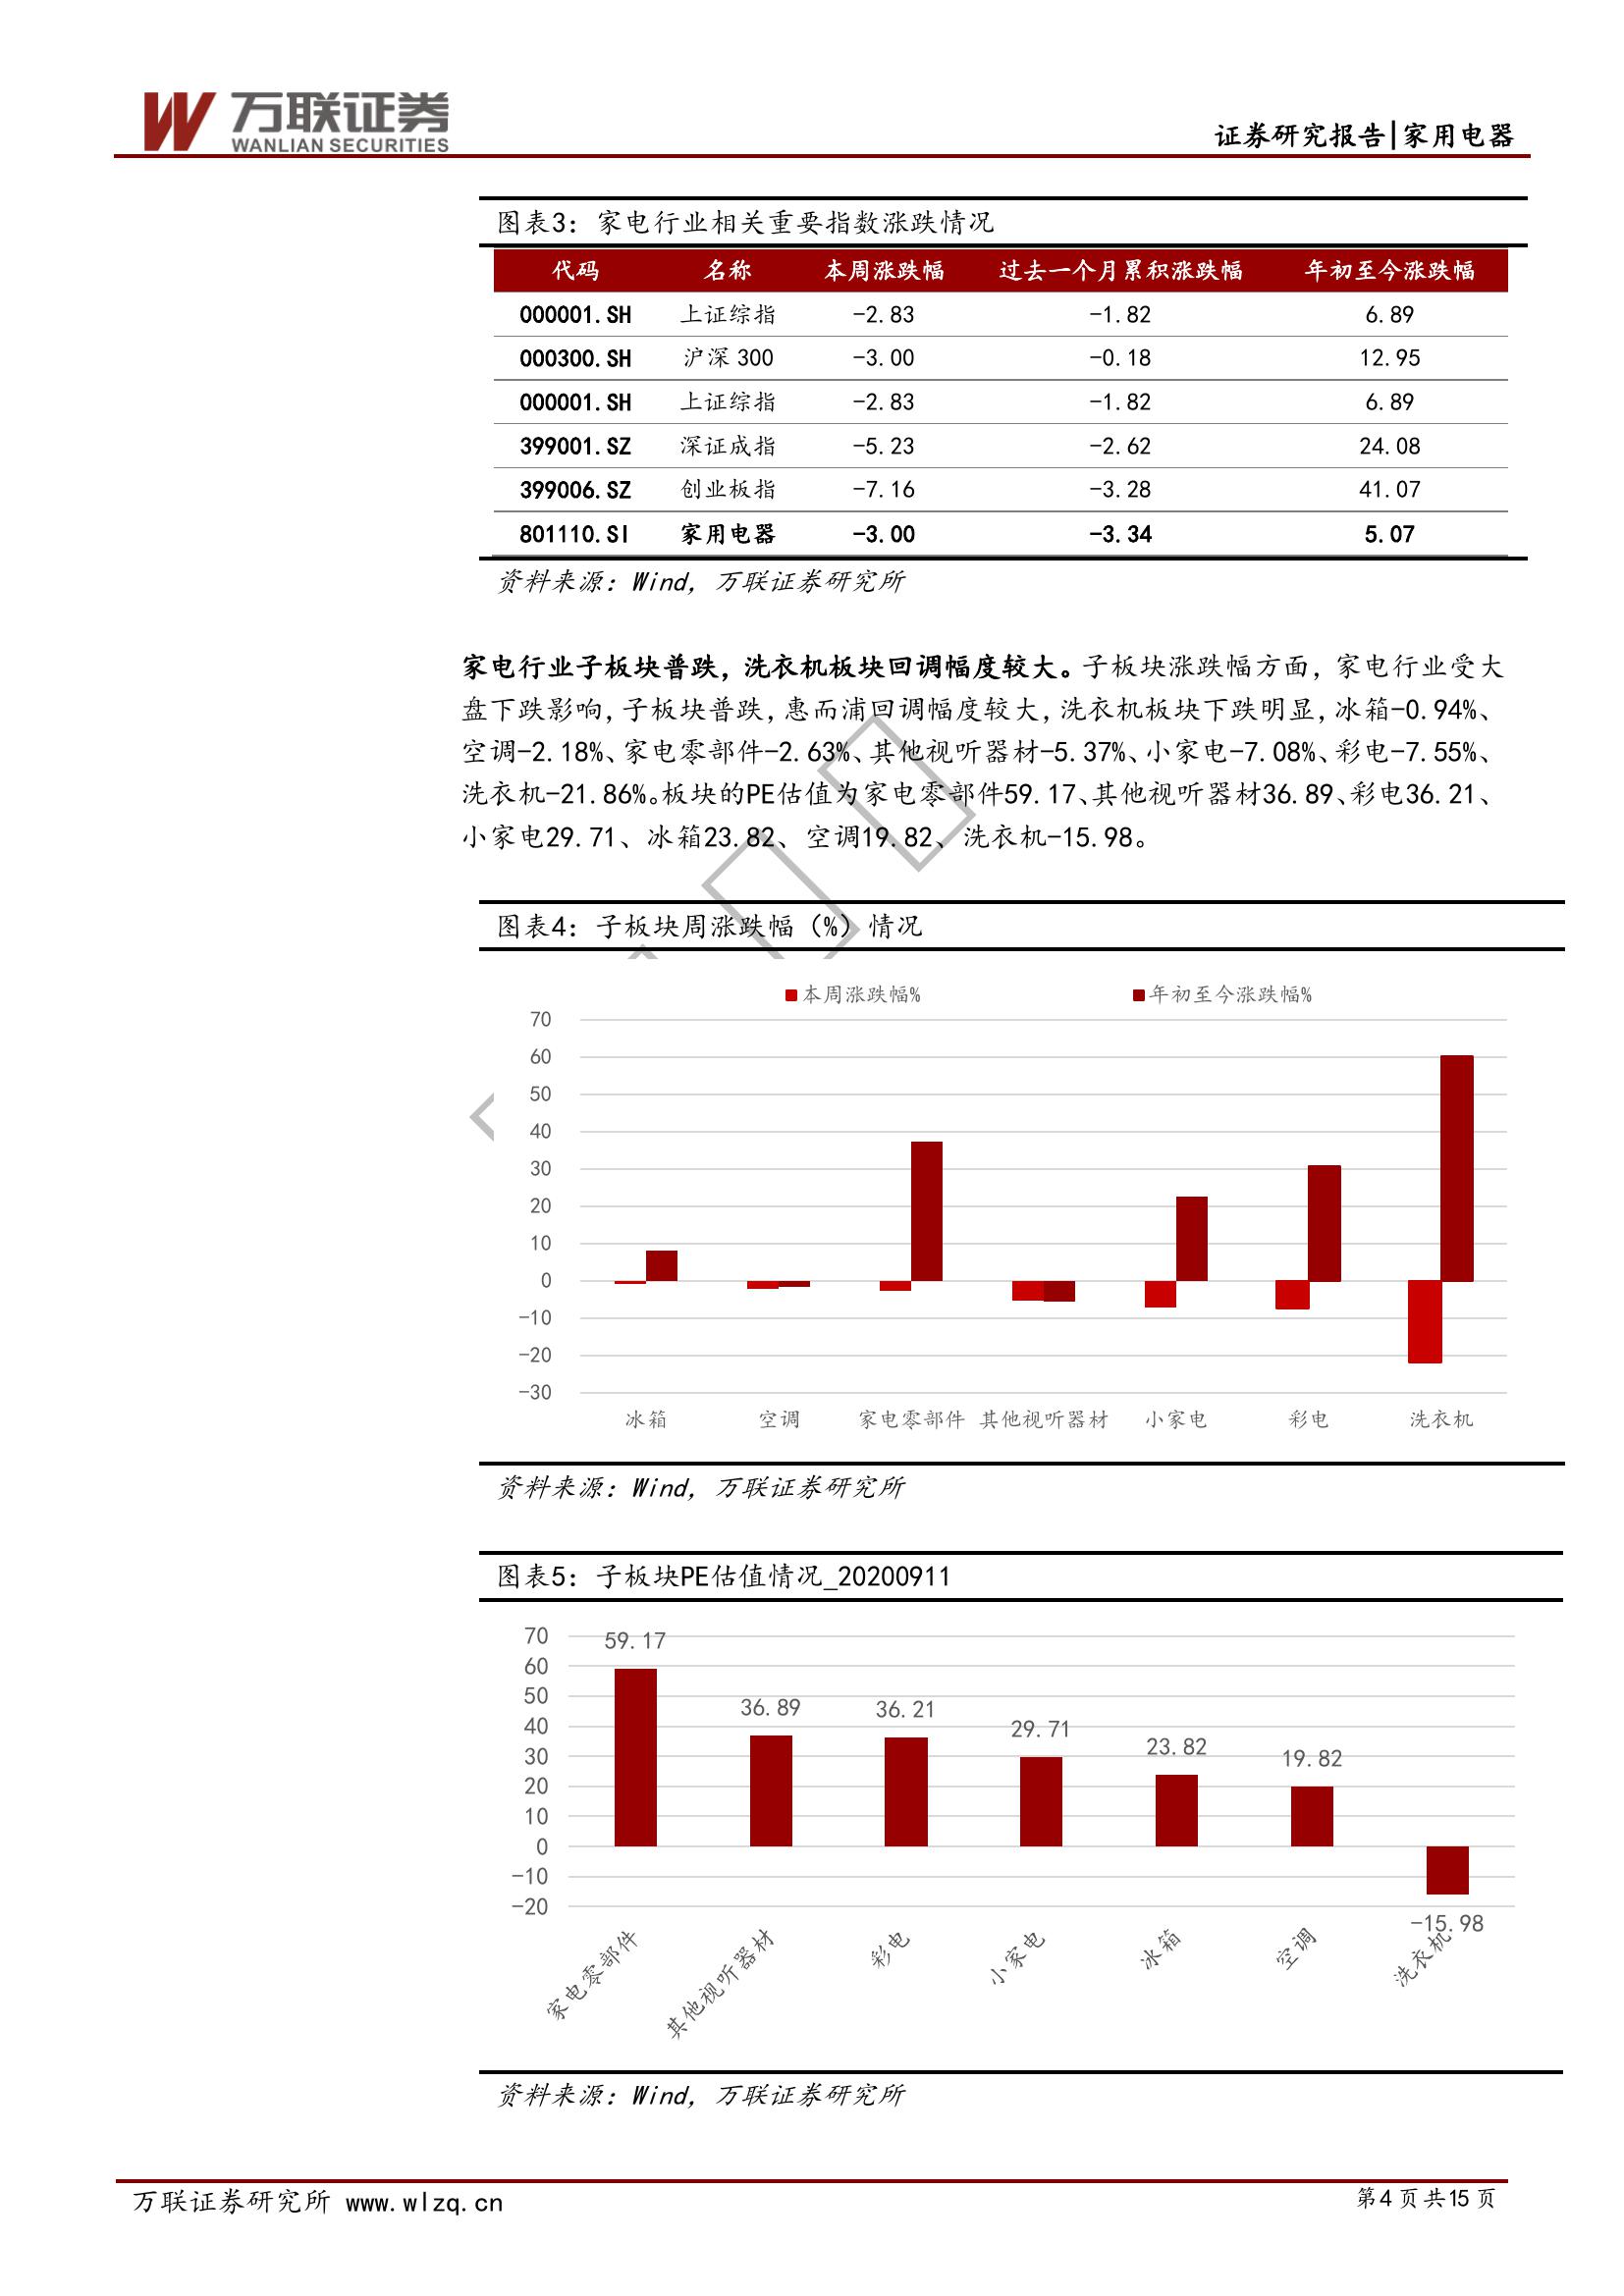 万联证券
WANLIAN SECURITIES
证券研究报告|家用电器
图表3：家电行业相关重要指数涨跌情况
代码 名称 本周涨跌幅 过去一个月累积涨跌幅 年初至今涨跌幅
000001.SH 上证综指 -2.83 -1.82 6.89
000300.SH 沪深300 -3.00 -0.18 12.95
000001.SH 上证综指 -2.83 -1.82 6.89
399001.SZ 深证成指 -5.23 -2.62 24.08
399006.SZ 创业板指 -7.16 -3.28 41.07
801110.SI 家用电器 -3.00 -3.34 5.07
资料来源：Wind，万联证券研究所
家电行业子板块普跌，洗衣机板块回调幅度较大。子板块涨跌幅方面，家电行业受大
盘下跌影响，子板块普跌，惠而浦回调幅度较大，洗衣机板块下跌明显，冰箱-0.94%、
空调-2.18%、家电零部件-2.63%、其他视听器材-5.37%、小家电-7.08%、彩电-7.55%、
洗衣机-21.86%。板块的PE估值为家电零部件59.17、其他视听器材36.89、彩电36.21、
小家电29.71、冰箱23.82、空调19.82、洗衣机-15.98。
图表4：子板块周涨跌幅（%）情况
本周涨跌幅% 年初至今涨跌幅%
70
60
50
40
30
20
10
0
-10
-20
-30
冰箱 空调 家电零部件 其他视听器材 小家电 彩电 洗衣机
资料来源：Wind，万联证券研究所
图表5：子板块PE估值情况_20200911
70
60
50
40
30
20
10
0
-10
-20
59.17 36.89 36.21 29.71 23.82 19.82 -15.98
家电零部件 其他视听器材 彩电 小家电 冰箱 空调 洗衣机
资料来源：Wind，万联证券研究所
万联证券研究所 www.wlzq.cn 第4页共15页